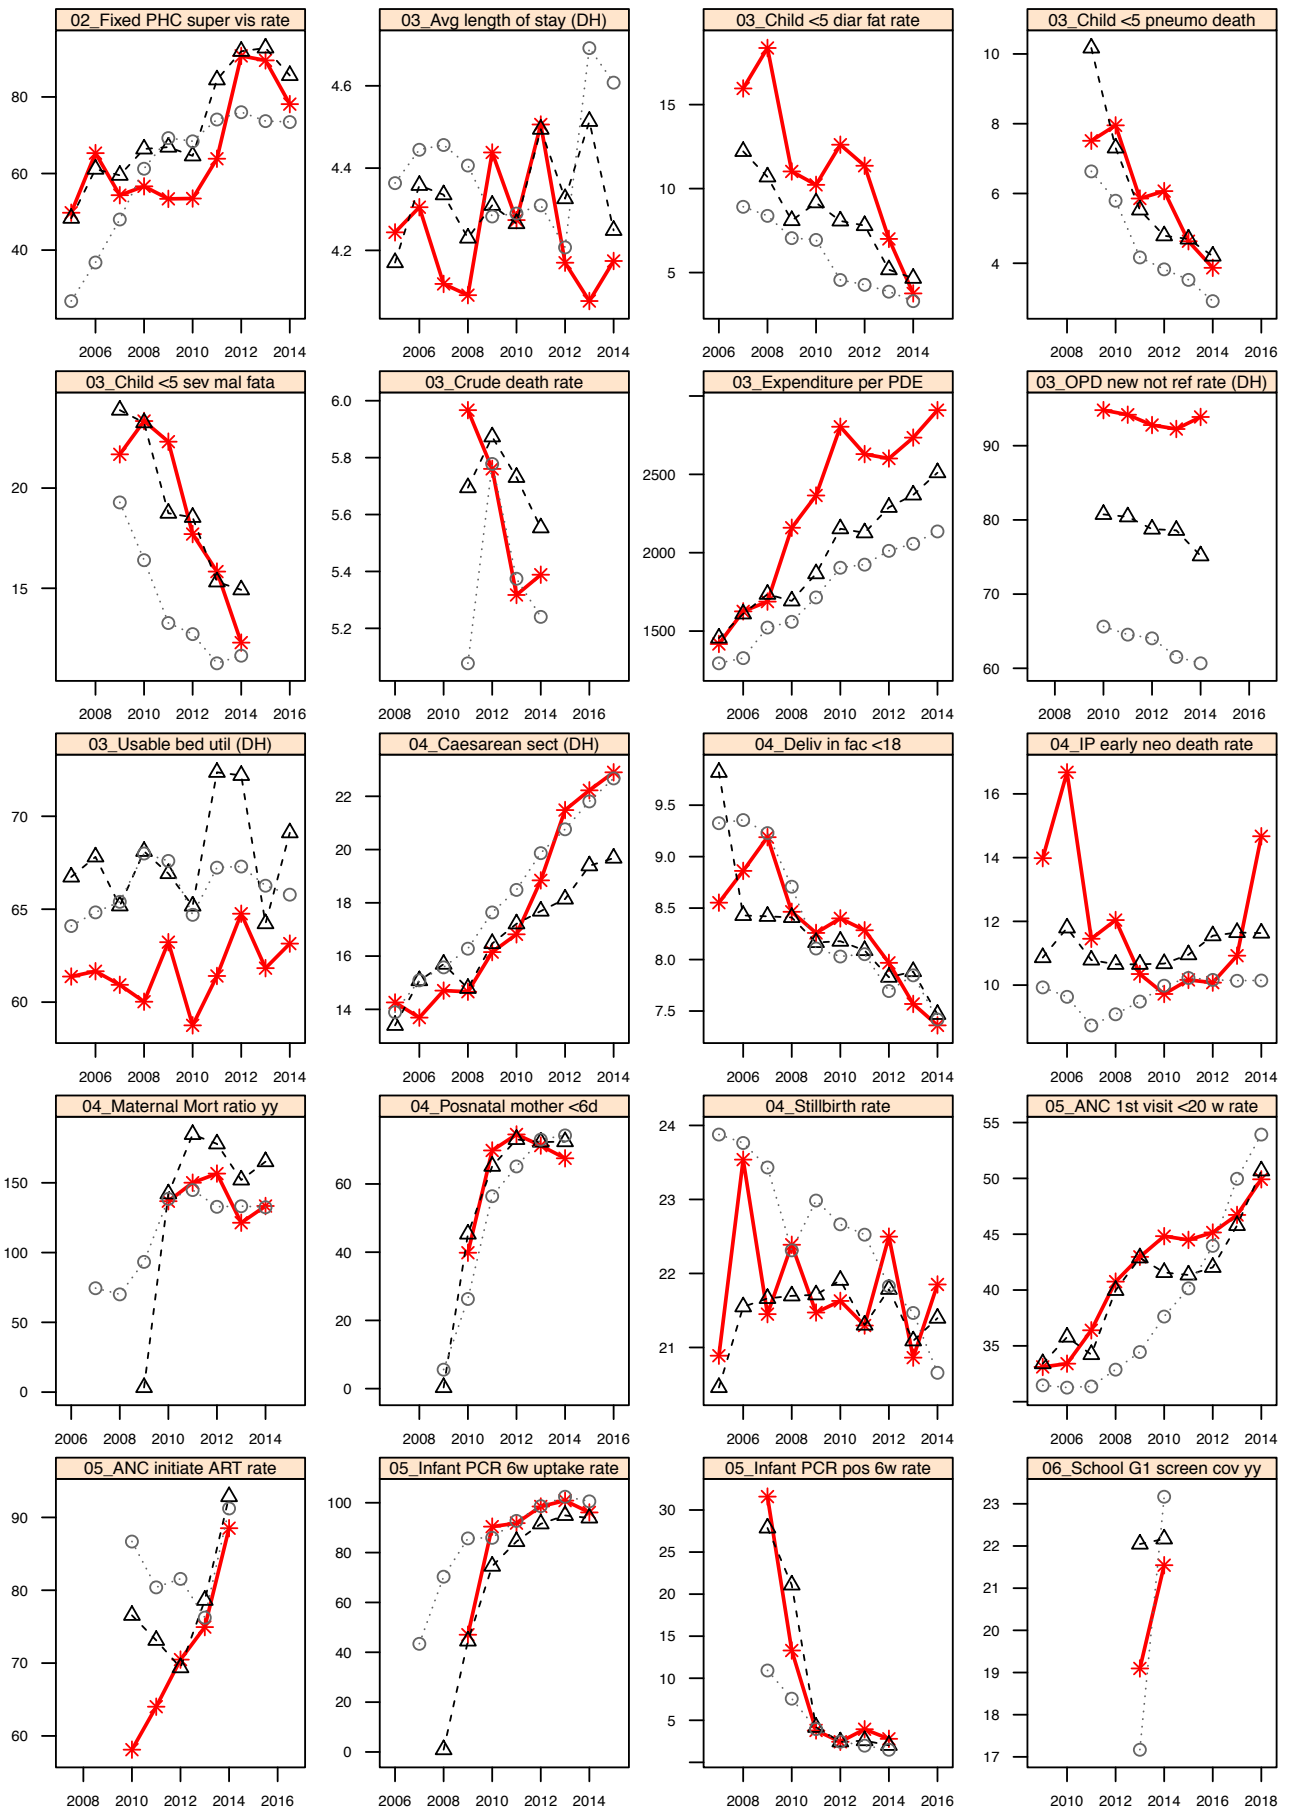 02_Fixed PHC super vis rate
03_Avg length of stay (DH)
03_Child <5 diar fat rate
03_Child <5 pneumo death
80
60
40
4.6
4.4
4.2
15
10
5
10
8
6
4
2006 2008 2010 2012 2014
2006 2008 2010 2012 2014
2006 2008 2010 2012 2014
2008 2010 2012 2014 2016
03_Child <5 sev mal fata
03_Crude death rate
03_Expenditure per PDE
03_OPD new not ref rate (DH)
20
15
6.0
5.8
5.6
5.4
5.2
2500
2000
1500
90
80
70
60
2008 2010 2012 2014 2016
2008 2010 2012 2014 2016
2006 2008 2010 2012 2014
2008 2010 2012 2014 2016
03_Usable bed util (DH)
04_Caesarean sect (DH)
04_Deliv in fac <18
04_IP early neo death rate
70
65
60
22
20
18
16
14
9.5
9.0
8.5
8.0
7.5
16
14
12
10
2006 2008 2010 2012 2014
2006 2008 2010 2012 2014
2006 2008 2010 2012 2014
2006 2008 2010 2012 2014
04_Maternal Mort ratio yy
04_Posnatal mother <6d
04_Stillbirth rate
05_ANC 1st visit <20 w rate
150
100
50
0
60
40
20
0
24
23
22
21
55
50
45
40
35
2006 2008 2010 2012 2014
2008 2010 2012 2014 2016
2006 2008 2010 2012 2014
2006 2008 2010 2012 2014
05_ANC initiate ART rate
05_Infant PCR 6w uptake rate
05_Infant PCR pos 6w rate
06_School G1 screen cov yy
90
80
70
60
100
80
60
40
20
0
30
25
20
15
10
5
23
22
21
20
19
18
17
2008 2010 2012 2014 2016
2006 2008 2010 2012 2014
2008 2010 2012 2014 2016
2010 2012 2014 2016 2018